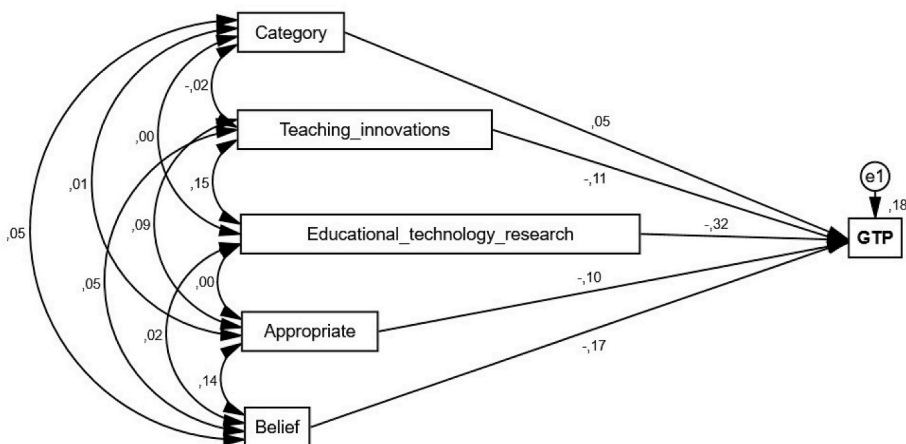 Category
-,02
,05
Teaching_innovations
,00
,05
-,11
e1
,01
,15
,09
,18
Educational_technology_research
-,32
GTP
,05
,05
,00
-,10
,02
Appropriate
-,17
,14
Belief